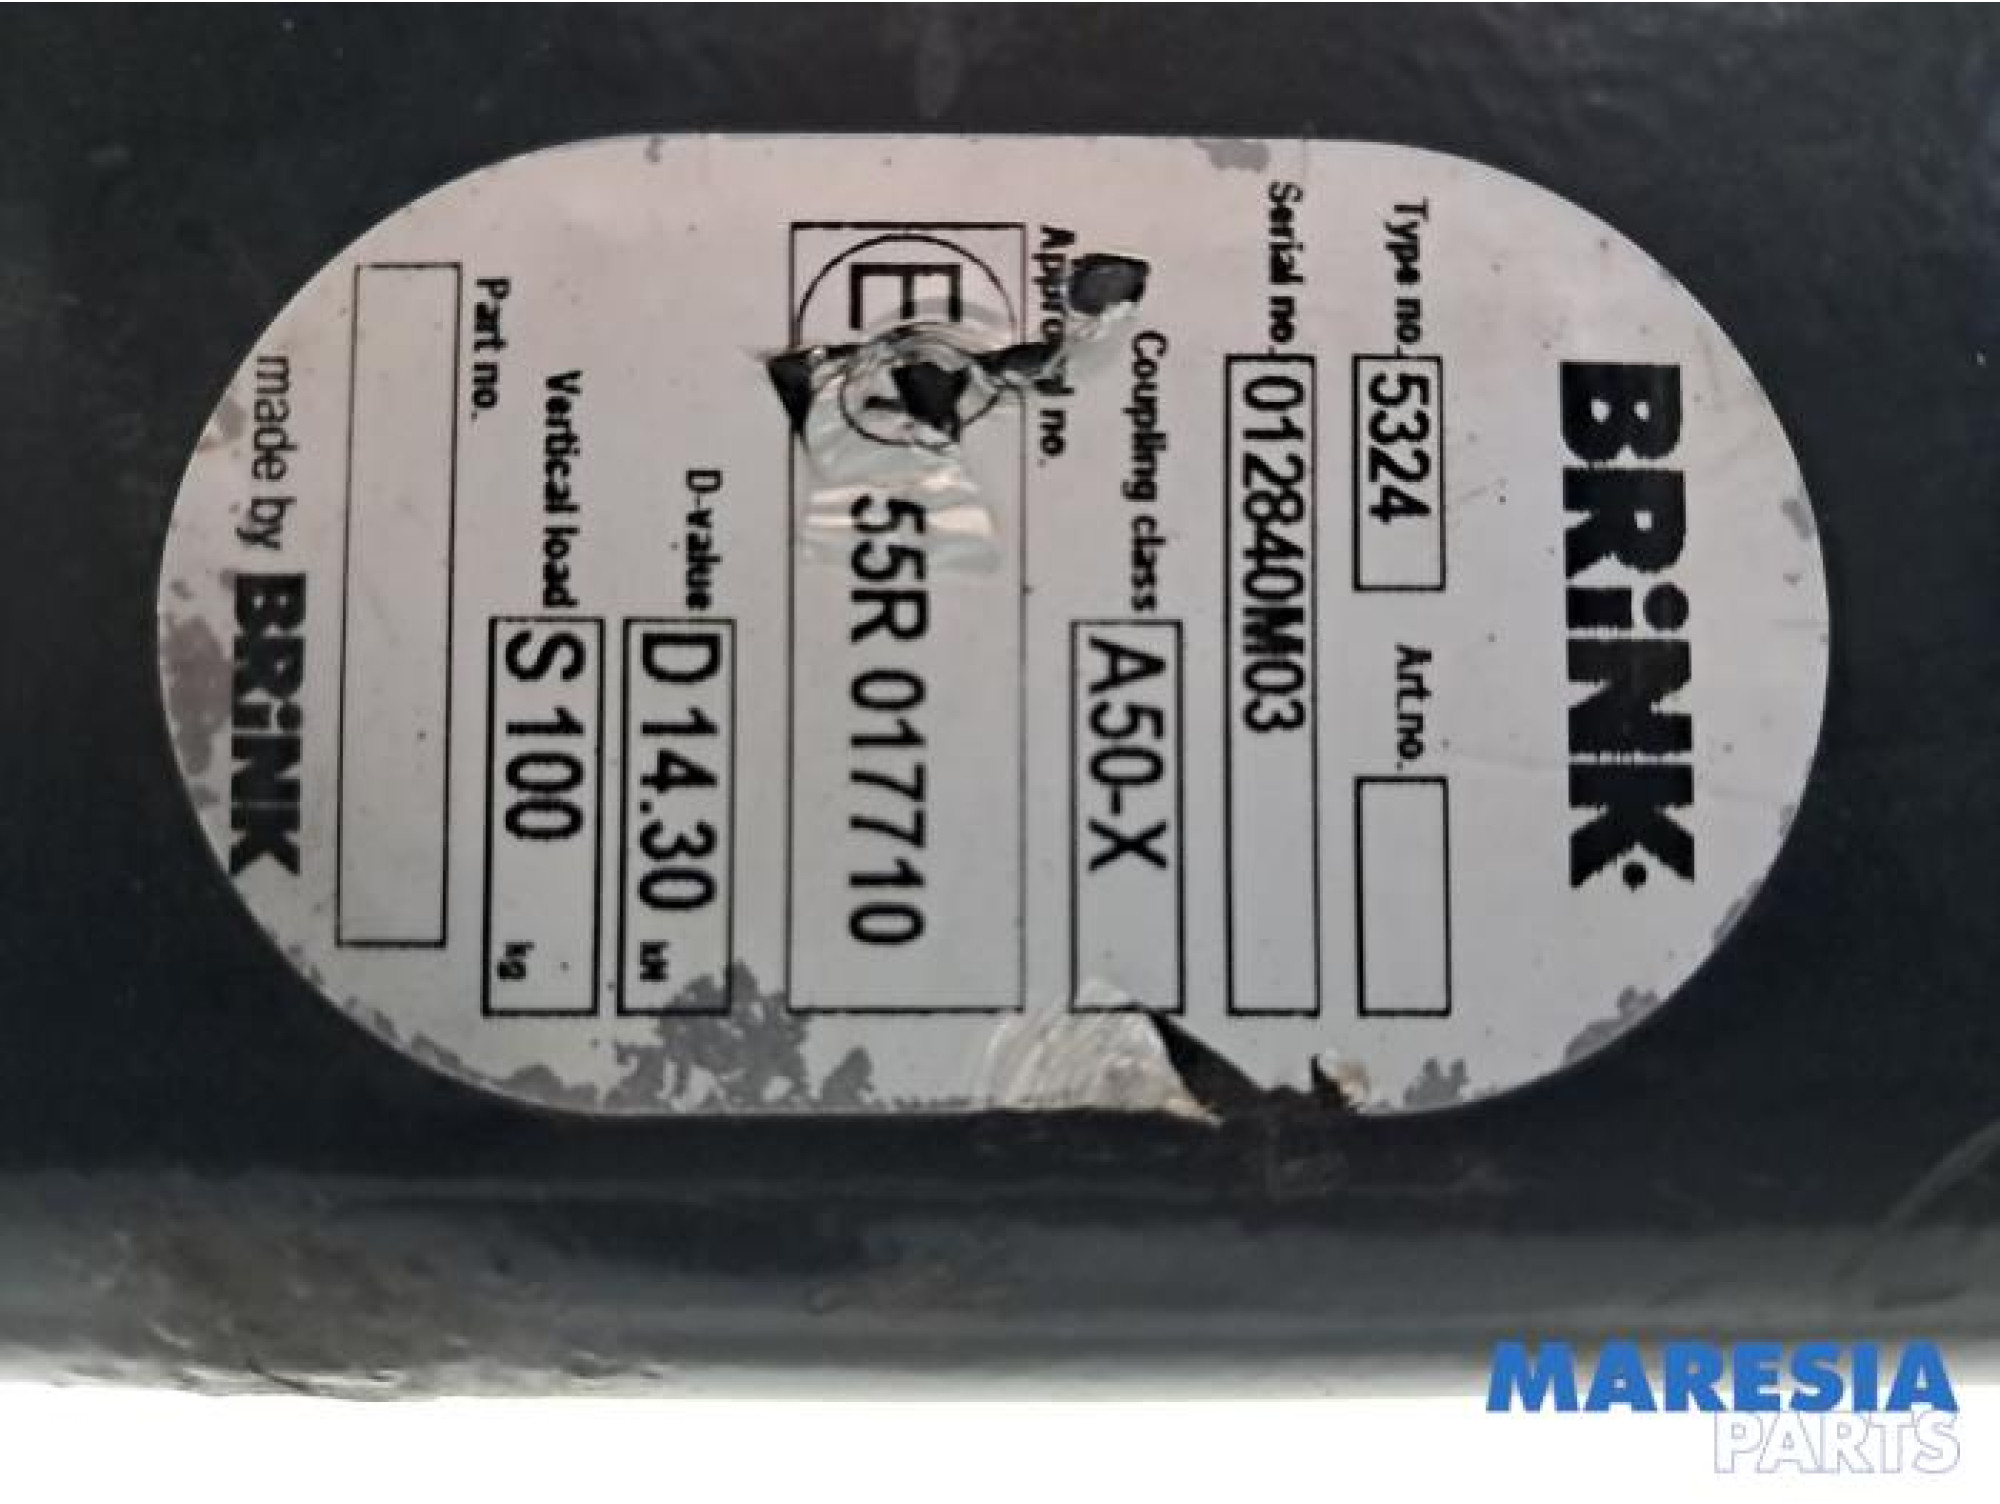 BRiNK
Type no. 5324 Art.no.
Serial no. 012840M03
Coupling class A50-X
Approval no.
E 55R 017710
D-value D 14.30 kN
Vertical load S 100 kg
Part no.
made by BRiNK
MARESIA
PARTS